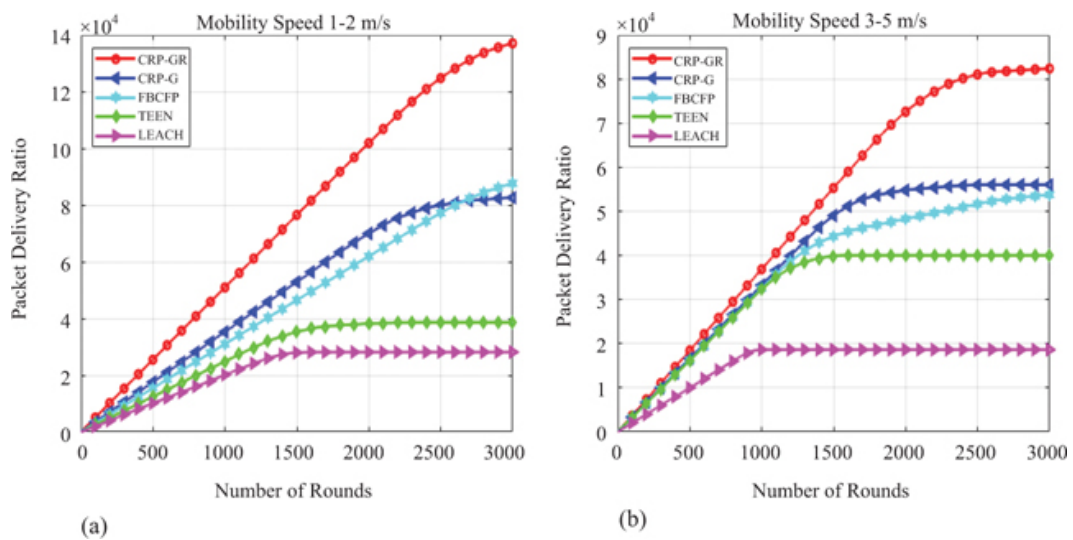 Mobility Speed 1-2 m/s
×10⁴
14
12
10
8
6
4
2
0
CRP-GR
CRP-G
FBCFP
TEEN
LEACH
Packet Delivery Ratio
0 500 1000 1500 2000 2500 3000
Number of Rounds
(a)
Mobility Speed 3-5 m/s
×10⁴
9
8
7
6
5
4
3
2
1
0
CRP-GR
CRP-G
FBCFP
TEEN
LEACH
Packet Delivery Ratio
0 500 1000 1500 2000 2500 3000
Number of Rounds
(b)